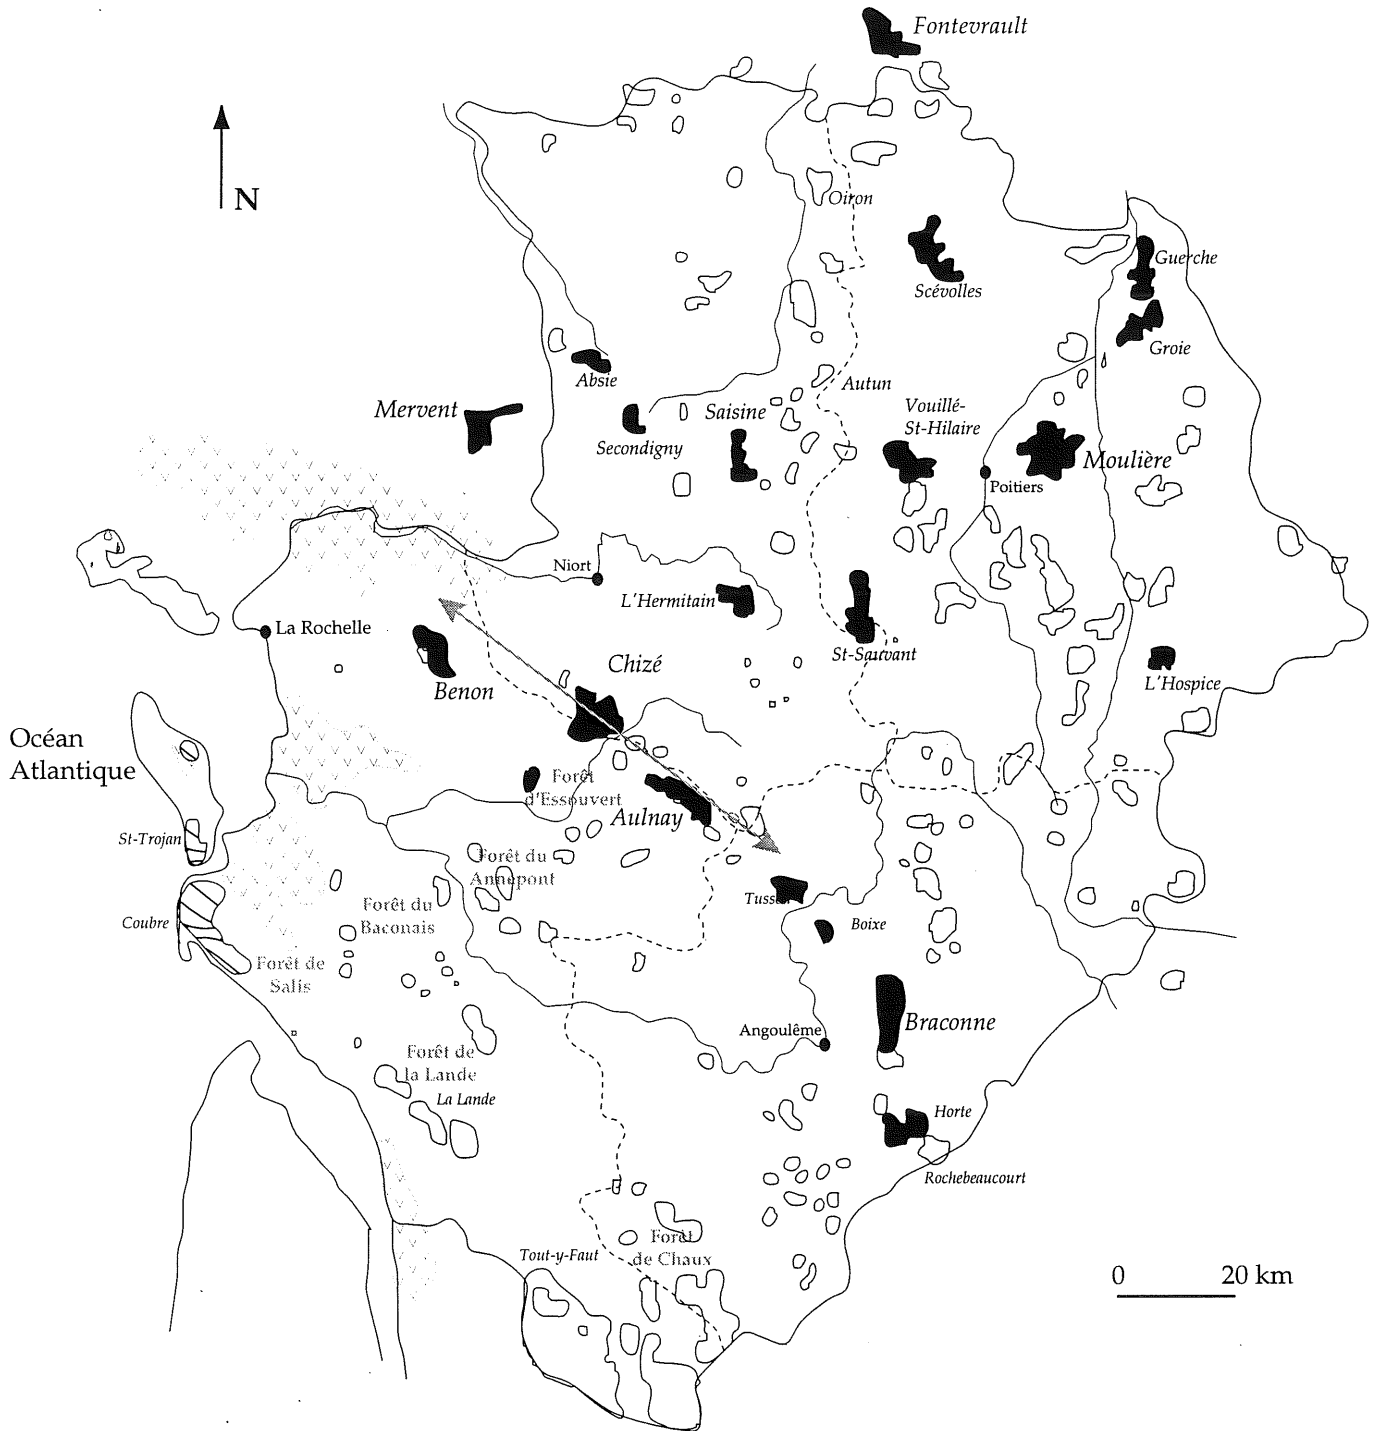 Fontevrault
N
Oiron
Guerche
Scévolles
Groie
Absie
Autun
Mervent
Saisine
Vouillé-
St-Hilaire
Secondigny
Moulière
Poitiers
Niort
L'Hermitain
La Rochelle
St-Sauvant
Chizé
L'Hospice
Benon
Océan
Atlantique
Forêt
d'Essouvert
Aulnay
St-Trojan
Forêt du
Annepont
Tusson
Forêt du
Baconais
Coubre
Boixe
Forêt de
Salis
Braconne
Angoulême
Forêt de
la Lande
La Lande
Horte
Rochebeaucourt
Forêt
de Chaux
Tout-y-Faut
0 20 km